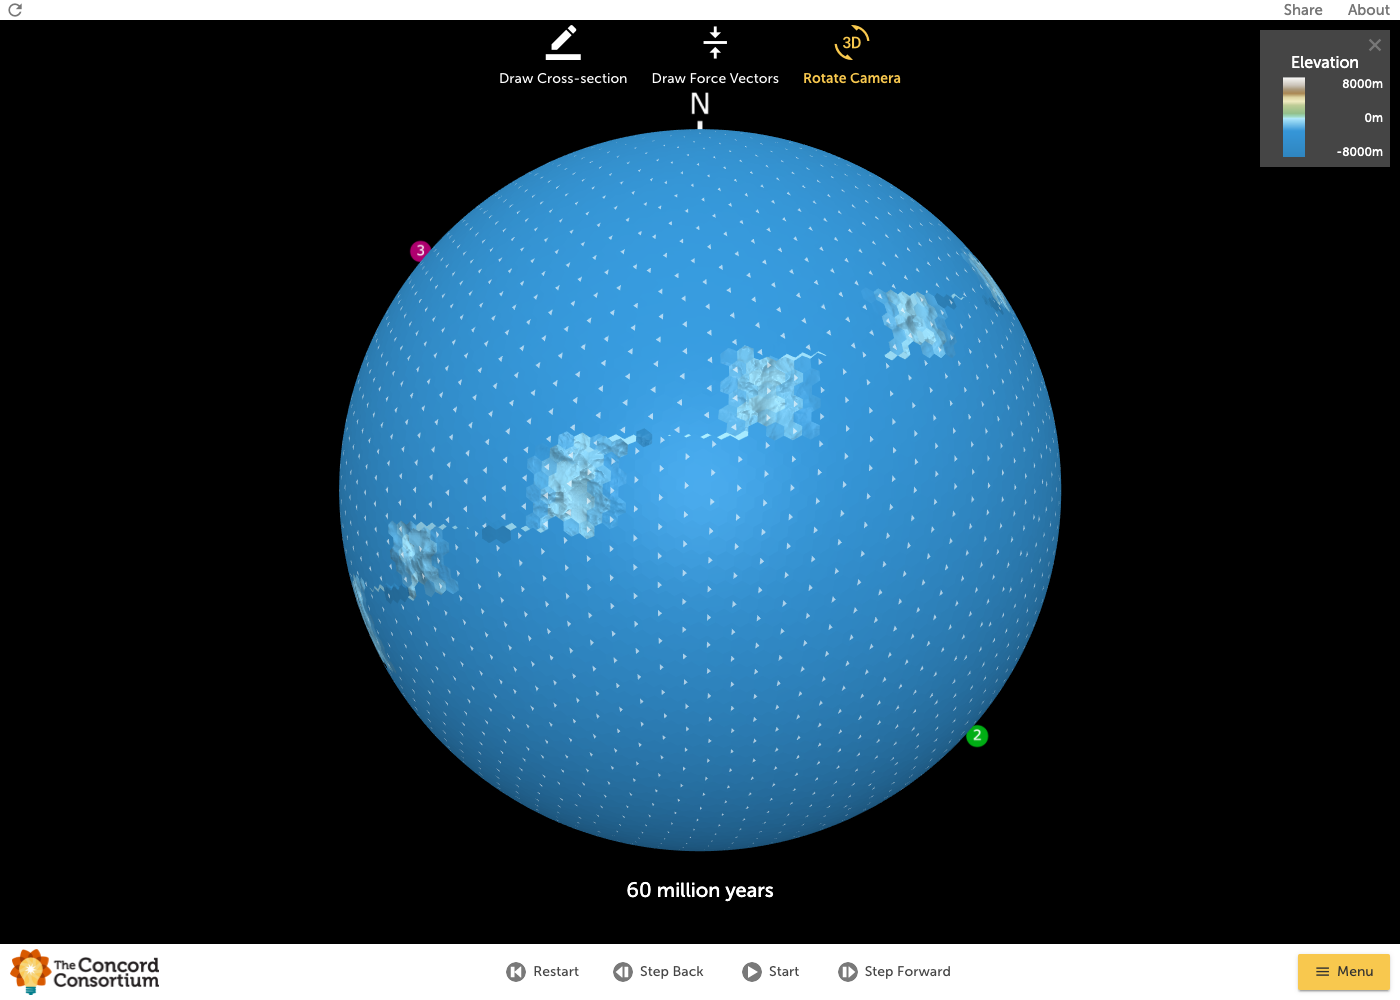 Share
About
Draw Cross-section
Draw Force Vectors
3D
Rotate Camera
N
Elevation
8000m
0m
-8000m
3
2
60 million years
The Concord
Consortium
Restart
Step Back
Start
Step Forward
Menu